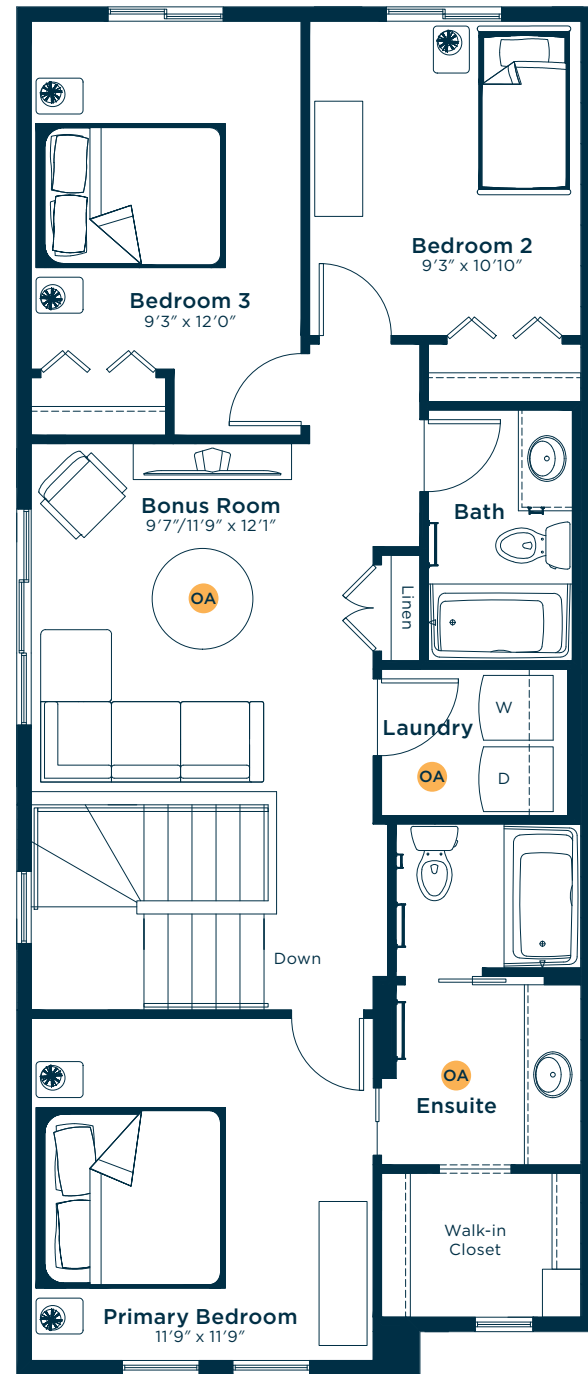 Bedroom 2
9'3" x 10'10"
Bedroom 3
9'3" x 12'0"
Bonus Room
9'7"/11'9" x 12'1"
OA
Bath
Linen
Laundry
OA
W
D
Down
OA
Ensuite
Walk-in
Closet
Primary Bedroom
11'9" x 11'9"